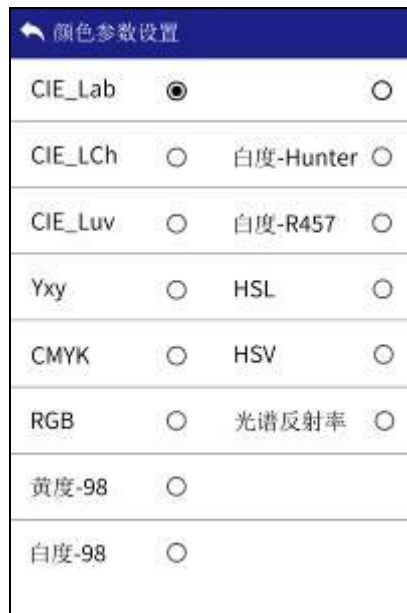 颜色参数设置
CIE_Lab
CIE_LCh 白度-Hunter
CIE_Luv 白度-R457
Yxy HSL
CMYK HSV
RGB 光谱反射率
黄度-98
白度-98